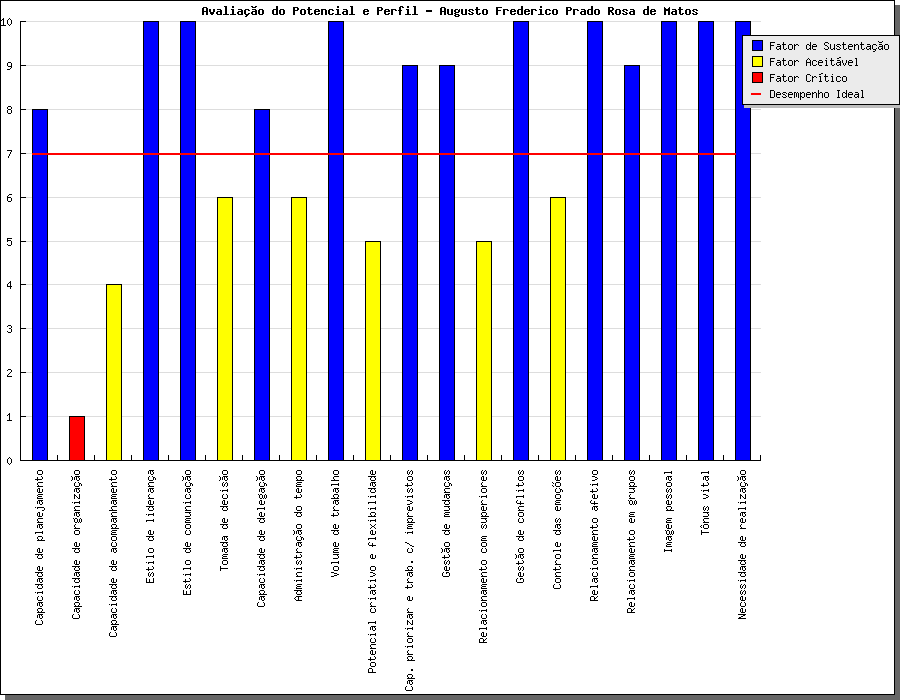 Avaliação do Potencial e Perfil - Augusto Frederico Prado Rosa de Matos
10
9
8
7
6
5
4
3
2
1
0
Fator de Sustentação
Fator Aceitável
Fator Crítico
Desempenho Ideal
Capacidade de planejamento
Capacidade de organização
Capacidade de acompanhamento
Estilo de liderança
Estilo de comunicação
Tomada de decisão
Capacidade de delegação
Administração do tempo
Volume de trabalho
Potencial criativo e flexibilidade
Cap. priorizar e trab. c/ imprevistos
Gestão de mudanças
Relacionamento com superiores
Gestão de conflitos
Controle das emoções
Relacionamento afetivo
Relacionamento em grupos
Imagem pessoal
Tônus vital
Necessidade de realização